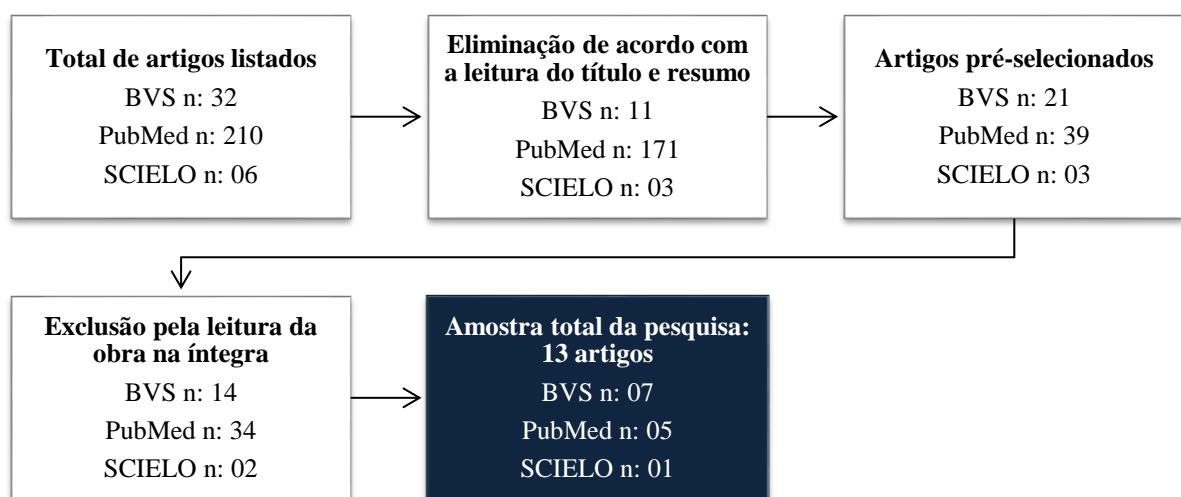 Total de artigos listados
BVS n: 32
PubMed n: 210
SCIELO n: 06
Eliminação de acordo com
a leitura do título e resumo
BVS n: 11
PubMed n: 171
SCIELO n: 03
Artigos pré-selecionados
BVS n: 21
PubMed n: 39
SCIELO n: 03
Exclusão pela leitura da
obra na íntegra
BVS n: 14
PubMed n: 34
SCIELO n: 02
Amostra total da pesquisa:
13 artigos
BVS n: 07
PubMed n: 05
SCIELO n: 01